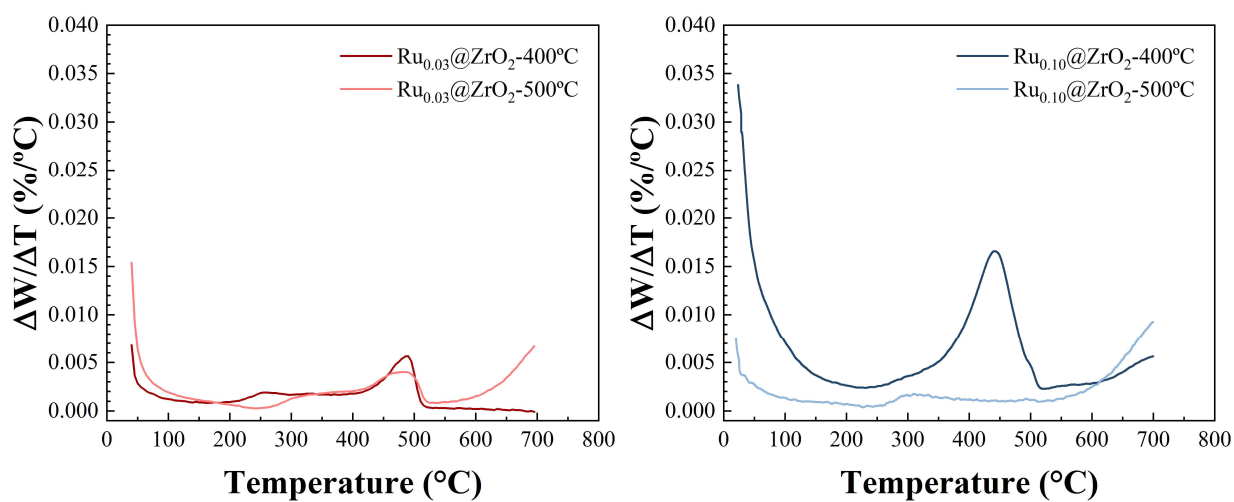 0.040
0.035
0.030
0.025
0.020
0.015
0.010
0.005
0.000
ΔW/ΔT (%/ºC)
Ru0.03@ZrO2-400ºC
Ru0.03@ZrO2-500ºC
0 100 200 300 400 500 600 700 800
Temperature (°C)
0.040
0.035
0.030
0.025
0.020
0.015
0.010
0.005
0.000
ΔW/ΔT (%/ºC)
Ru0.10@ZrO2-400ºC
Ru0.10@ZrO2-500ºC
0 100 200 300 400 500 600 700 800
Temperature (°C)